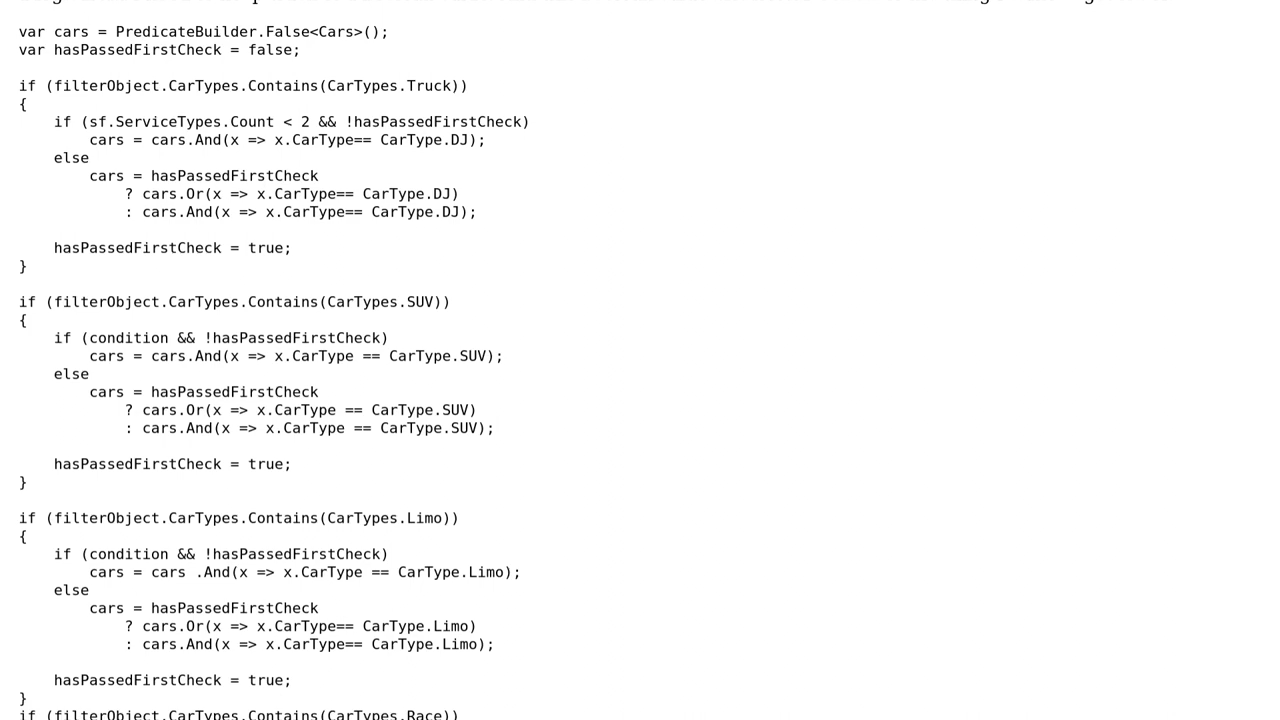 var cars = PredicateBuilder.False<Cars>();
var hasPassedFirstCheck = false;

if (filterObject.CarTypes.Contains(CarTypes.Truck))
{
    if (sf.ServiceTypes.Count < 2 && !hasPassedFirstCheck)
        cars = cars.And(x => x.CarType== CarType.DJ);
    else
        cars = hasPassedFirstCheck
            ? cars.Or(x => x.CarType== CarType.DJ)
            : cars.And(x => x.CarType== CarType.DJ);

    hasPassedFirstCheck = true;
}

if (filterObject.CarTypes.Contains(CarTypes.SUV))
{
    if (condition && !hasPassedFirstCheck)
        cars = cars.And(x => x.CarType == CarType.SUV);
    else
        cars = hasPassedFirstCheck
            ? cars.Or(x => x.CarType == CarType.SUV)
            : cars.And(x => x.CarType == CarType.SUV);

    hasPassedFirstCheck = true;
}

if (filterObject.CarTypes.Contains(CarTypes.Limo))
{
    if (condition && !hasPassedFirstCheck)
        cars = cars .And(x => x.CarType == CarType.Limo);
    else
        cars = hasPassedFirstCheck
            ? cars.Or(x => x.CarType== CarType.Limo)
            : cars.And(x => x.CarType== CarType.Limo);

    hasPassedFirstCheck = true;
}
if (filterObject.CarTypes.Contains(CarTypes.Race))